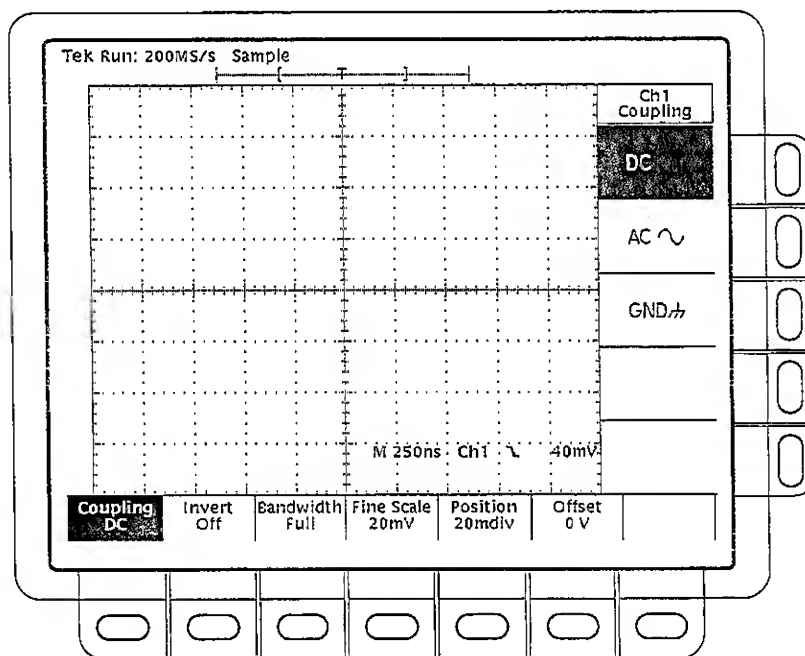 Tek Run: 200MS/s Sample
Ch1
Coupling
DC
AC
GND
M 250ns Ch1 40mV
Coupling
DC
Invert
Off
Bandwidth
Full
Fine Scale
20mV
Position
20mdiv
Offset
0 V